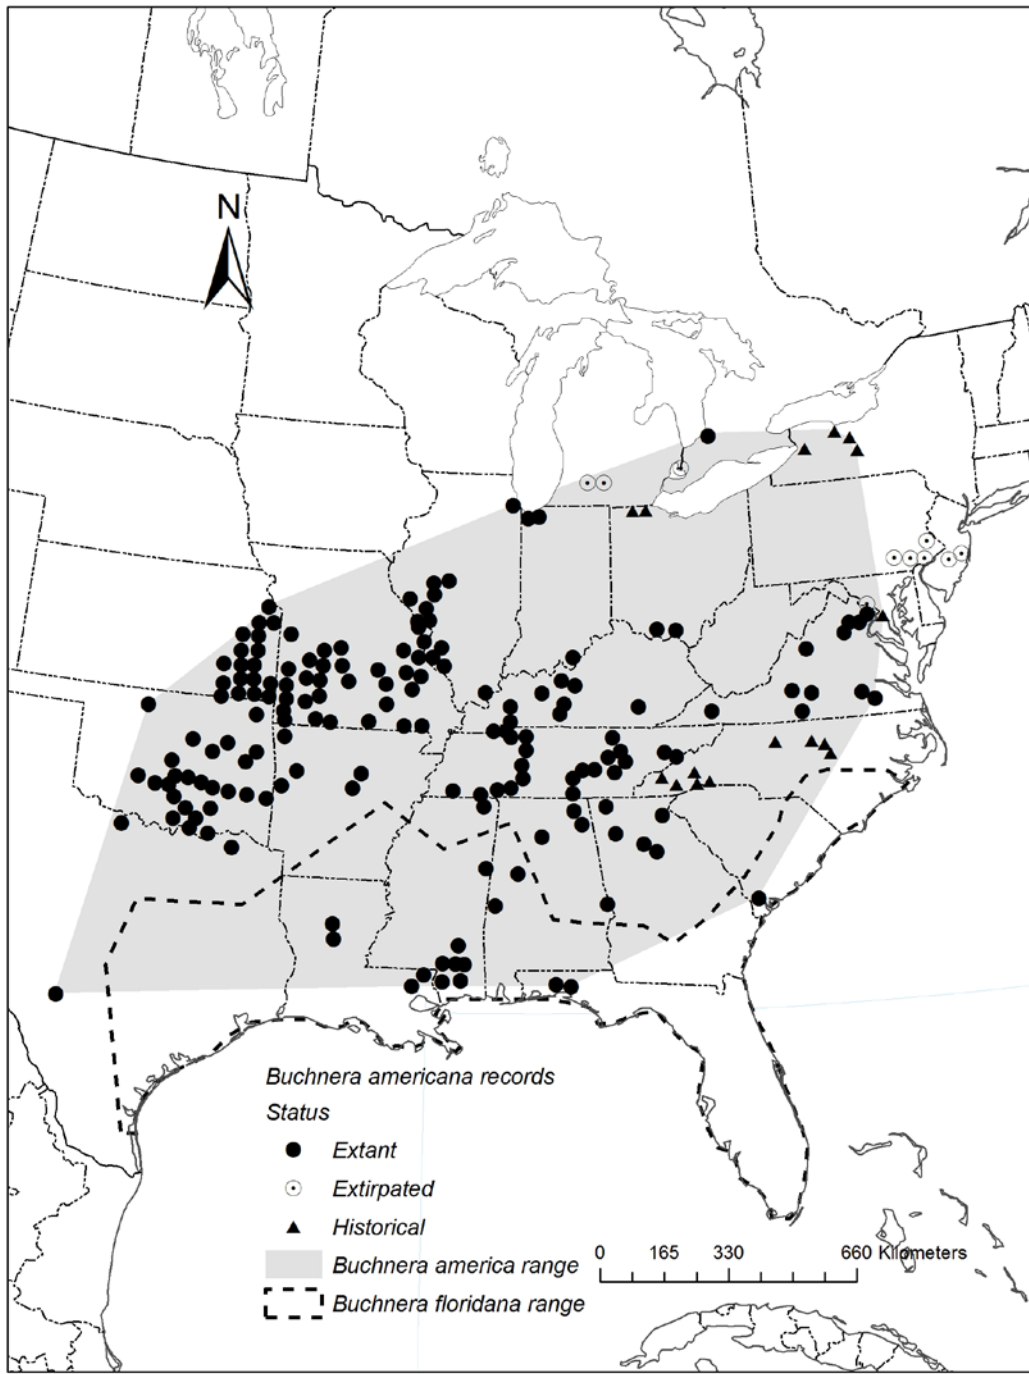 N
Buchnera americana records
Status
Extant
Extirpated
Historical
Buchnera america range
Buchnera floridana range
0 165 330 660 Kilometers